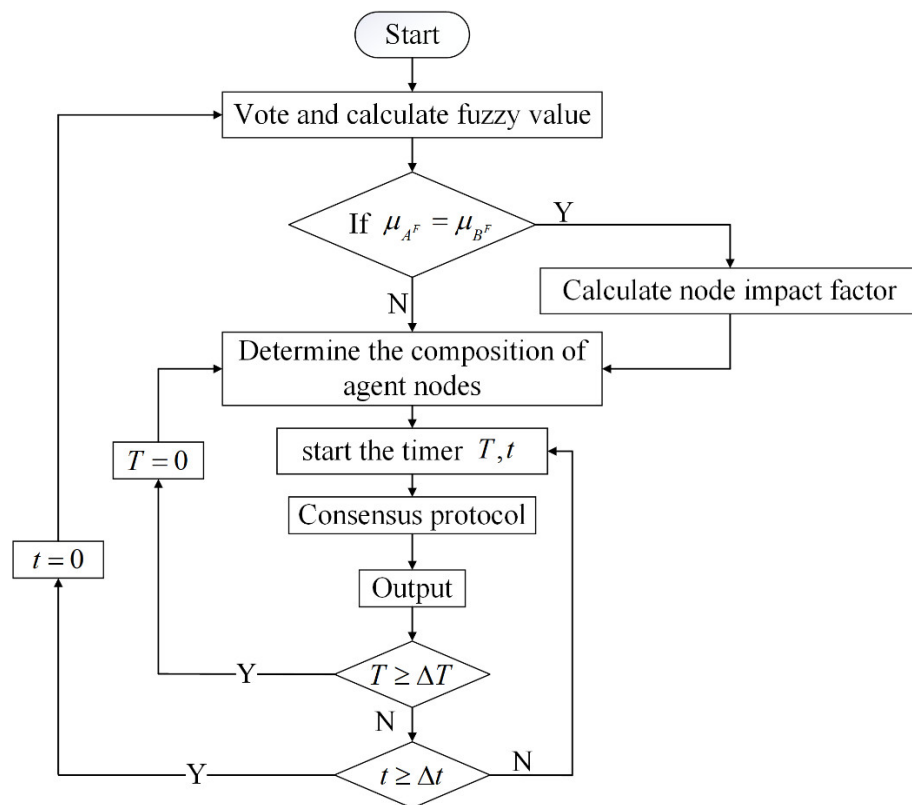 Start
Vote and calculate fuzzy value
If μ_{A^F} = μ_{B^F}
Y
Calculate node impact factor
N
Determine the composition of
agent nodes
T = 0
start the timer T, t
Consensus protocol
t = 0
Output
Y
T ≥ ΔT
N
Y
t ≥ Δt
N